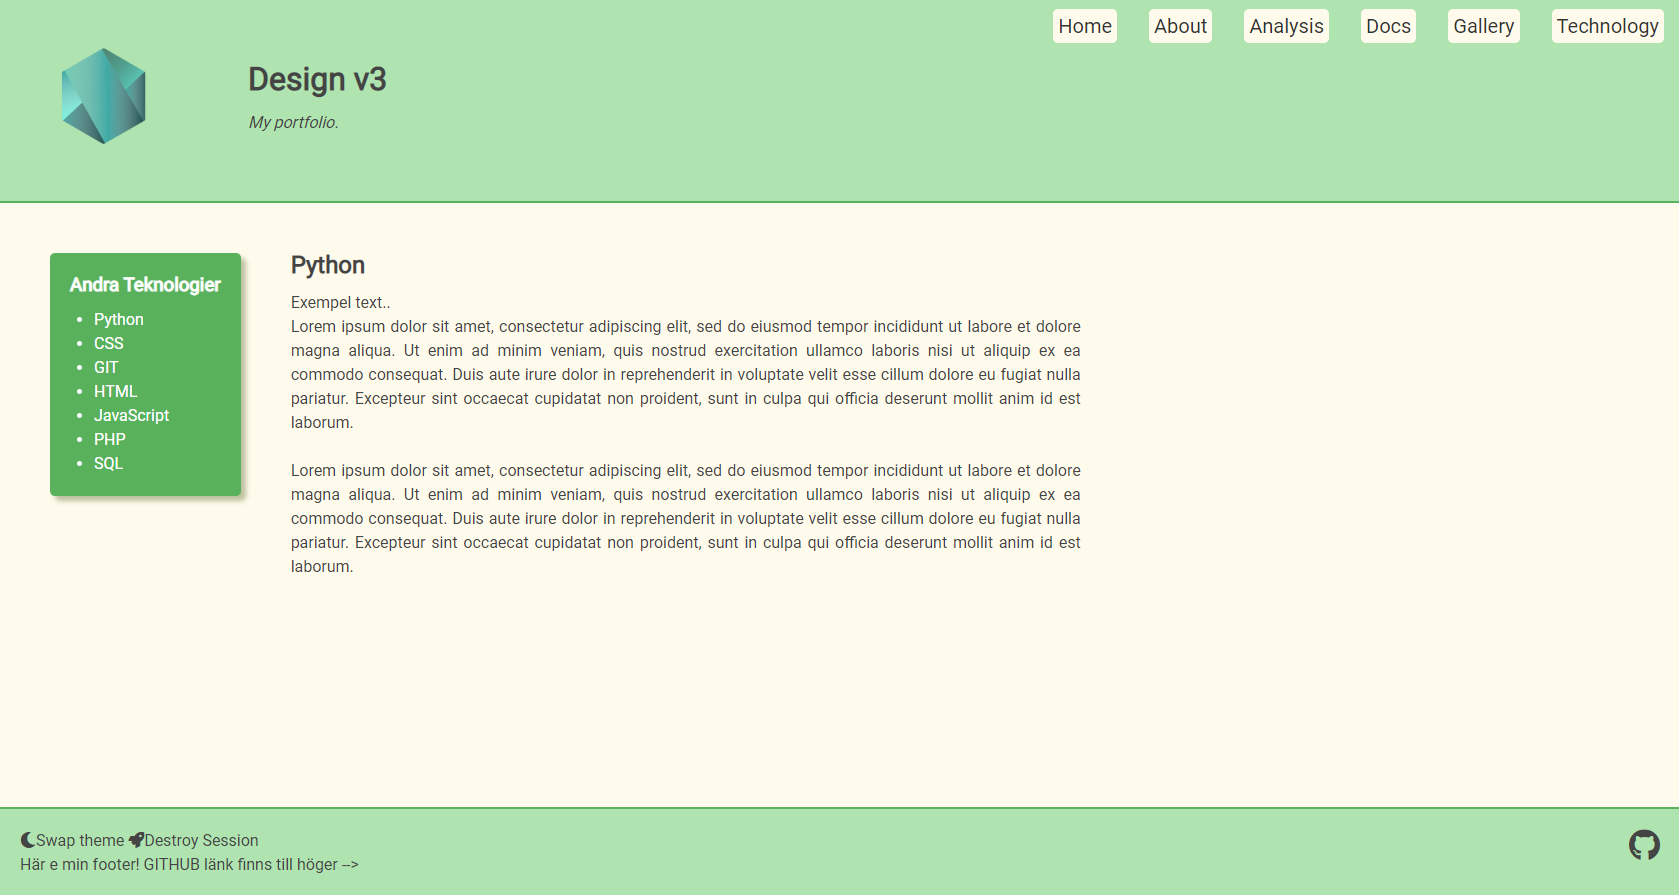 Home About Analysis Docs Gallery Technology
Design v3
My portfolio.
Andra Teknologier
Python
CSS
GIT
HTML
JavaScript
PHP
SQL
Python
Exempel text..
Lorem ipsum dolor sit amet, consectetur adipiscing elit, sed do eiusmod tempor incididunt ut labore et dolore
magna aliqua. Ut enim ad minim veniam, quis nostrud exercitation ullamco laboris nisi ut aliquip ex ea
commodo consequat. Duis aute irure dolor in reprehenderit in voluptate velit esse cillum dolore eu fugiat nulla
pariatur. Excepteur sint occaecat cupidatat non proident, sunt in culpa qui officia deserunt mollit anim id est
laborum.
Lorem ipsum dolor sit amet, consectetur adipiscing elit, sed do eiusmod tempor incididunt ut labore et dolore
magna aliqua. Ut enim ad minim veniam, quis nostrud exercitation ullamco laboris nisi ut aliquip ex ea
commodo consequat. Duis aute irure dolor in reprehenderit in voluptate velit esse cillum dolore eu fugiat nulla
pariatur. Excepteur sint occaecat cupidatat non proident, sunt in culpa qui officia deserunt mollit anim id est
laborum.
Swap theme Destroy Session
Här e min footer! GITHUB länk finns till höger -->